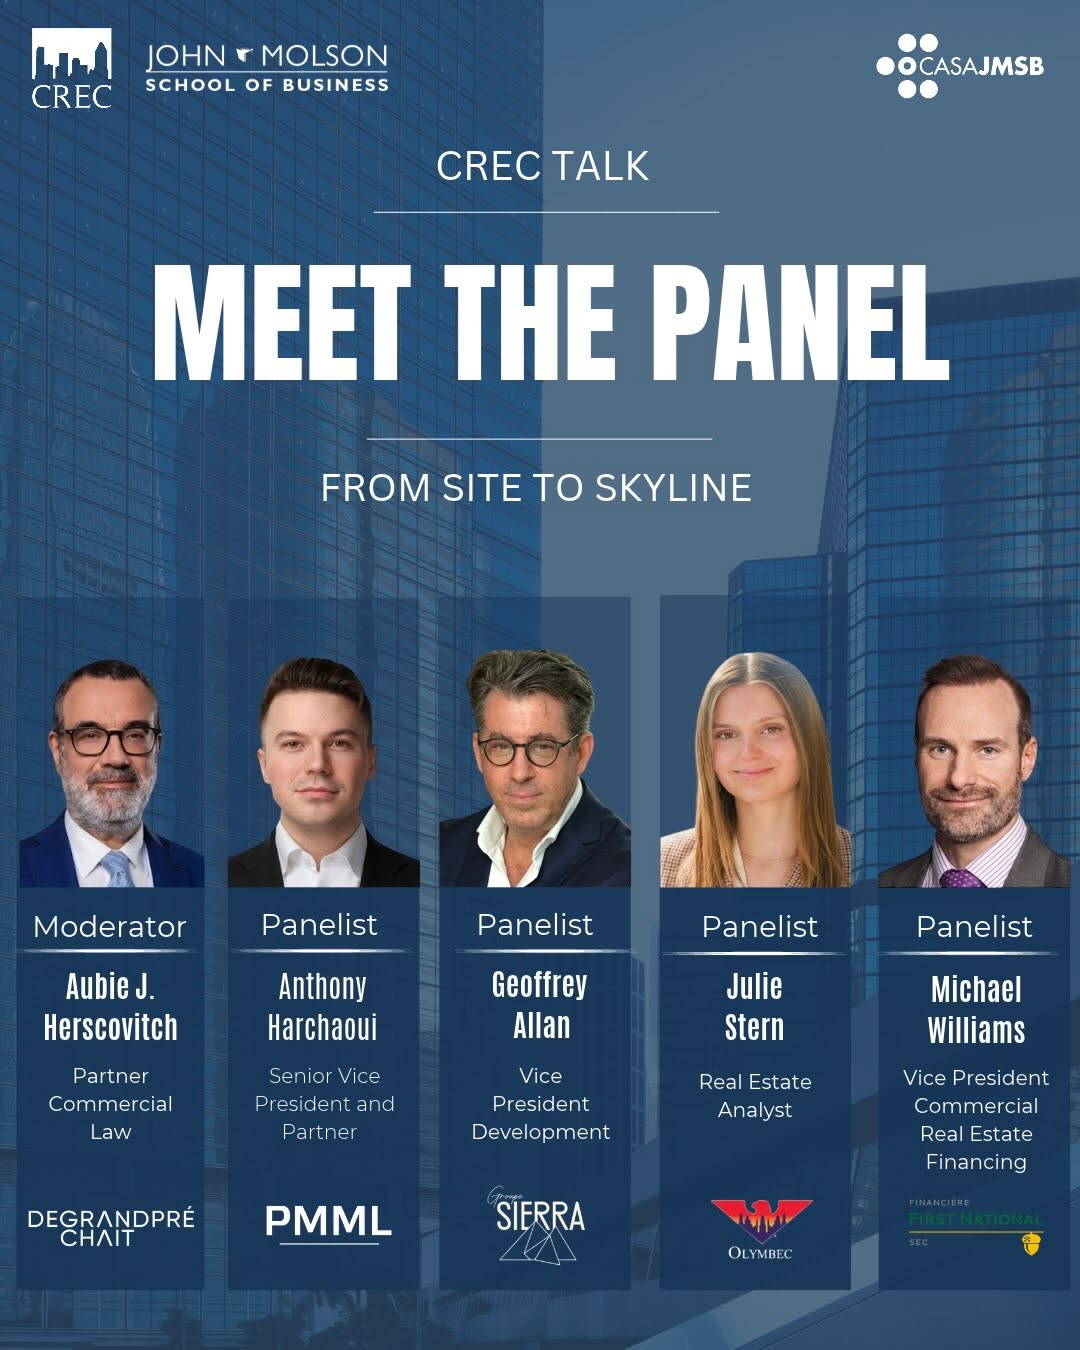 CREC
JOHN MOLSON
SCHOOL OF BUSINESS
CASAJMSB
CREC TALK
MEET THE PANEL
FROM SITE TO SKYLINE
Moderator
Aubie J.
Herscovitch
Partner
Commercial
Law
DEGRANDPRÉ
CHAIT
Panelist
Anthony
Harchaoui
Senior Vice
President and
Partner
PMML
Panelist
Geoffrey
Allan
Vice
President
Development
Groupe
SIERRA
Panelist
Julie
Stern
Real Estate
Analyst
OLYMBEC
Panelist
Michael
Williams
Vice President
Commercial
Real Estate
Financing
FINANCIÈRE
FIRST NATIONAL
SEC